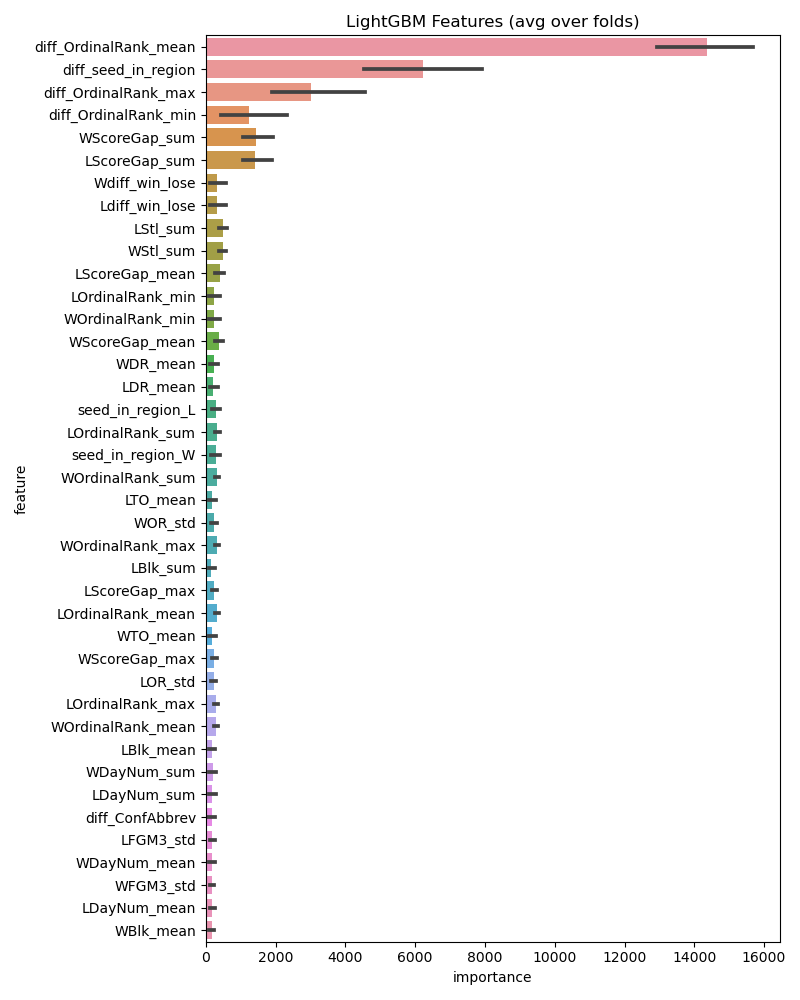 LightGBM Features (avg over folds)
diff_OrdinalRank_mean
diff_seed_in_region
diff_OrdinalRank_max
diff_OrdinalRank_min
WScoreGap_sum
LScoreGap_sum
Wdiff_win_lose
Ldiff_win_lose
LStl_sum
WStl_sum
LScoreGap_mean
LOrdinalRank_min
WOrdinalRank_min
WScoreGap_mean
WDR_mean
LDR_mean
seed_in_region_L
LOrdinalRank_sum
seed_in_region_W
WOrdinalRank_sum
LTO_mean
WOR_std
WOrdinalRank_max
LBlk_sum
LScoreGap_max
LOrdinalRank_mean
WTO_mean
WScoreGap_max
LOR_std
LOrdinalRank_max
WOrdinalRank_mean
LBlk_mean
WDayNum_sum
LDayNum_sum
diff_ConfAbbrev
LFGM3_std
WDayNum_mean
WFGM3_std
LDayNum_mean
WBlk_mean
feature
0 2000 4000 6000 8000 10000 12000 14000 16000
importance